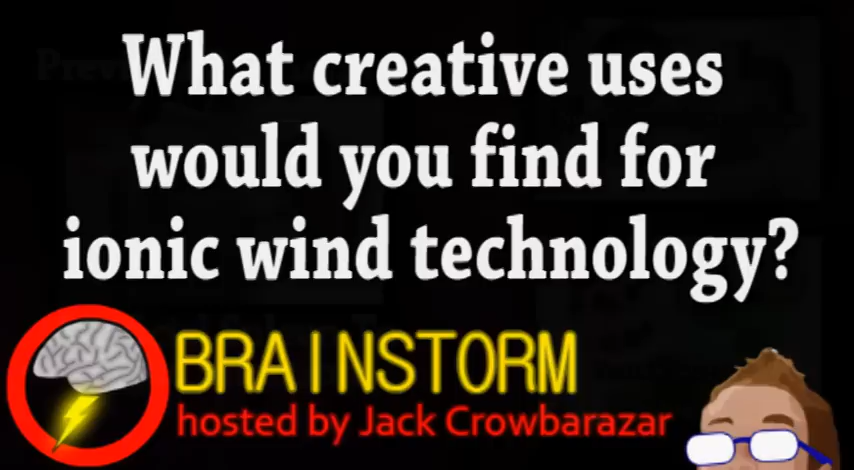 What creative uses
would you find for
ionic wind technology?
BRAINSTORM
hosted by Jack Crowbarazar